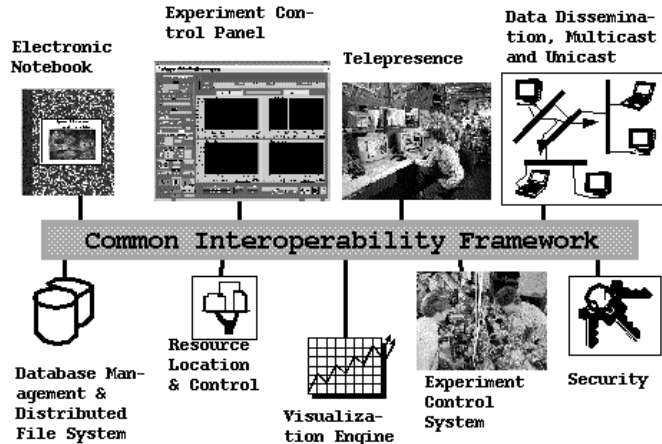 Electronic
Notebook
Experiment Con-
trol Panel
Telepresence
Data Dissemina-
tion, Multicast
and Unicast
Common Interoperability Framework
Database Man-
agement &
Distributed
File System
Resource
Location
& Control
Visualiza-
tion Engine
Experiment
Control
System
Security